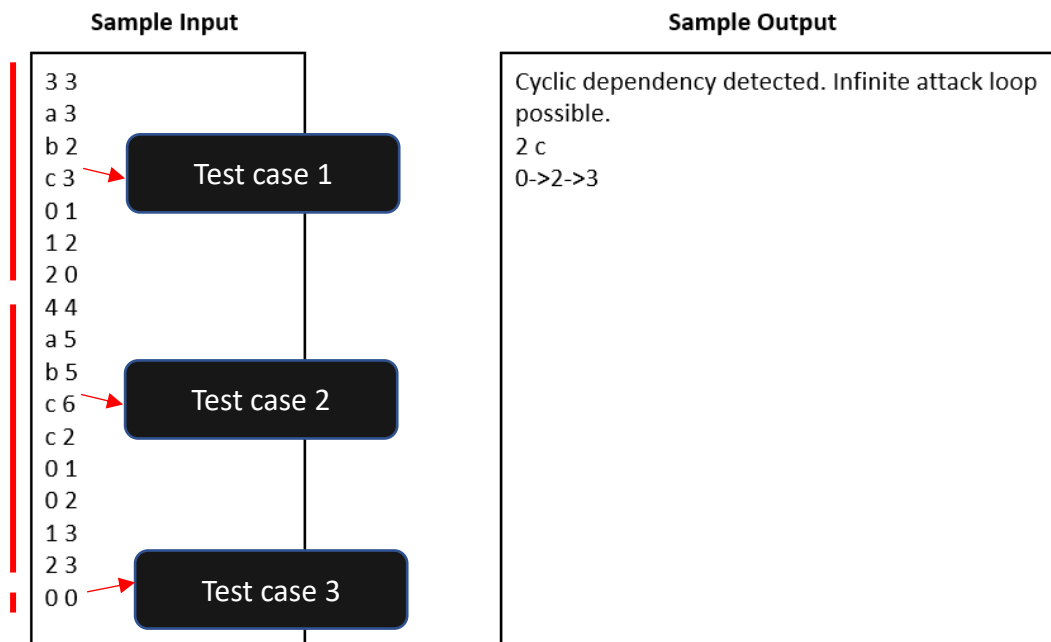 Sample Input
3 3
a 3
b 2
c 3
0 1
1 2
2 0
4 4
a 5
b 5
c 6
c 2
0 1
0 2
1 3
2 3
0 0
Test case 1
Test case 2
Test case 3
Sample Output
Cyclic dependency detected. Infinite attack loop
possible.
2 c
0->2->3